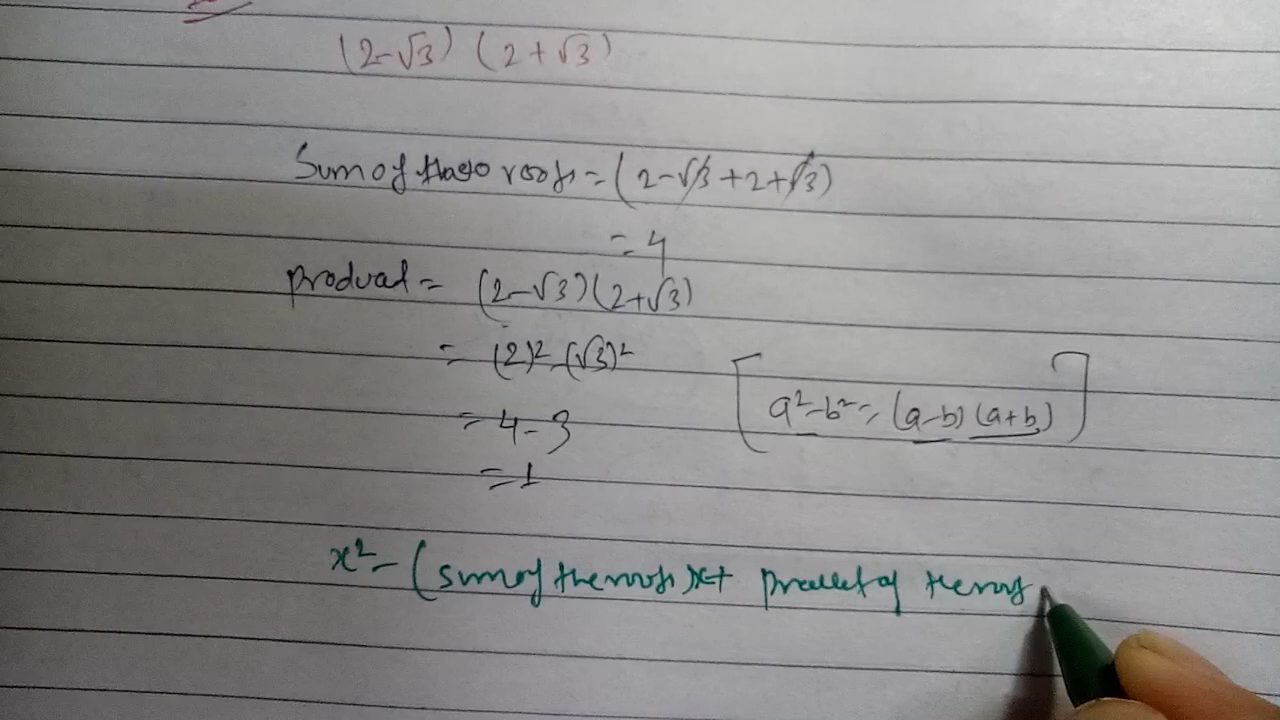 (2-√3) (2+√3)
Sum of roots = (2-√3+2+√3)
= 4
product = (2-√3)(2+√3)
= (2)²-(√3)²
= 4-3
a²-b² = (a-b) (a+b)
= 1
x² - (sum of the roots) x + product of the roots